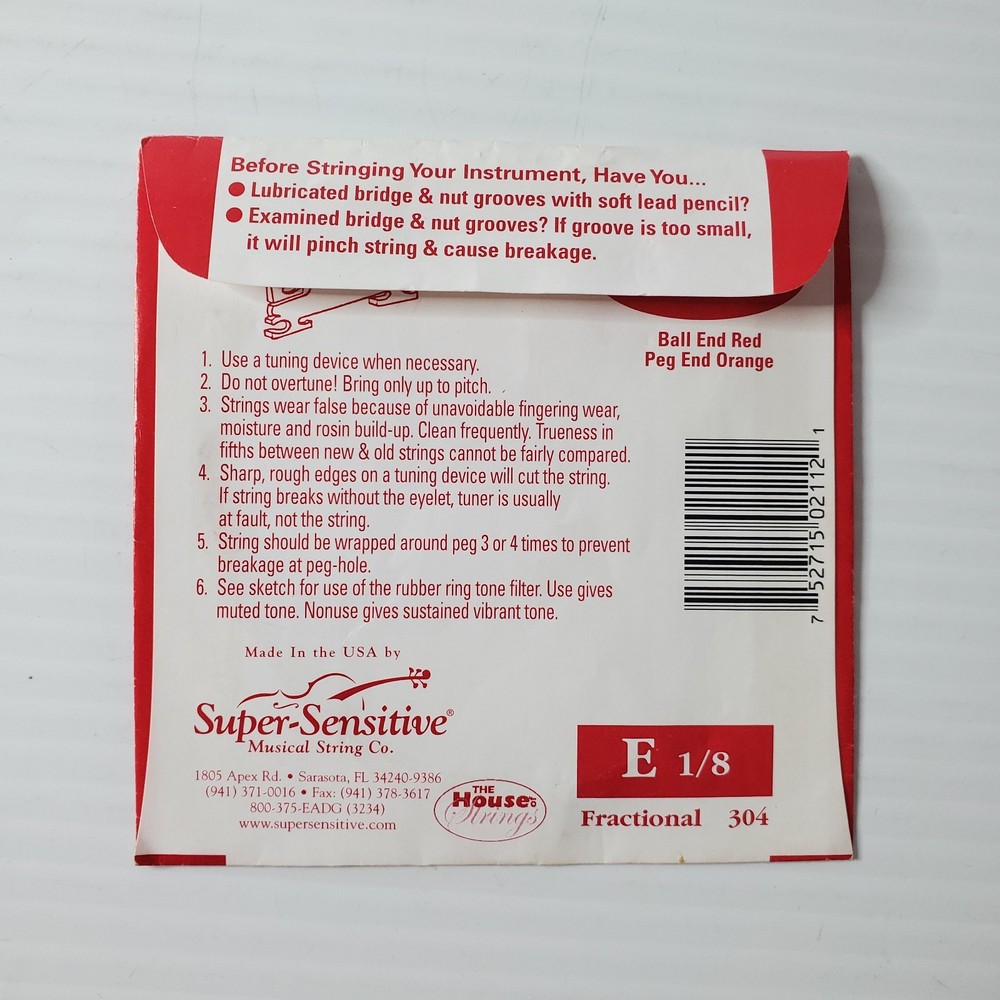 Before Stringing Your Instrument, Have You...
● Lubricated bridge & nut grooves with soft lead pencil?
● Examined bridge & nut grooves? If groove is too small,
it will pinch string & cause breakage.
Ball End Red
Peg End Orange
1. Use a tuning device when necessary.
2. Do not overtune! Bring only up to pitch.
3. Strings wear false because of unavoidable fingering wear,
moisture and rosin build-up. Clean frequently. Trueness in
fifths between new & old strings cannot be fairly compared.
4. Sharp, rough edges on a tuning device will cut the string.
If string breaks without the eyelet, tuner is usually
at fault, not the string.
5. String should be wrapped around peg 3 or 4 times to prevent
breakage at peg-hole.
6. See sketch for use of the rubber ring tone filter. Use gives
muted tone. Nonuse gives sustained vibrant tone.
7 52715 02112 1
Made In the USA by
Super-Sensitive®
Musical String Co.
1805 Apex Rd. • Sarasota, FL 34240-9386
(941) 371-0016 • Fax: (941) 378-3617
800-375-EADG (3234)
www.supersensitive.com
THE
House of
Strings
E 1/8
Fractional 304